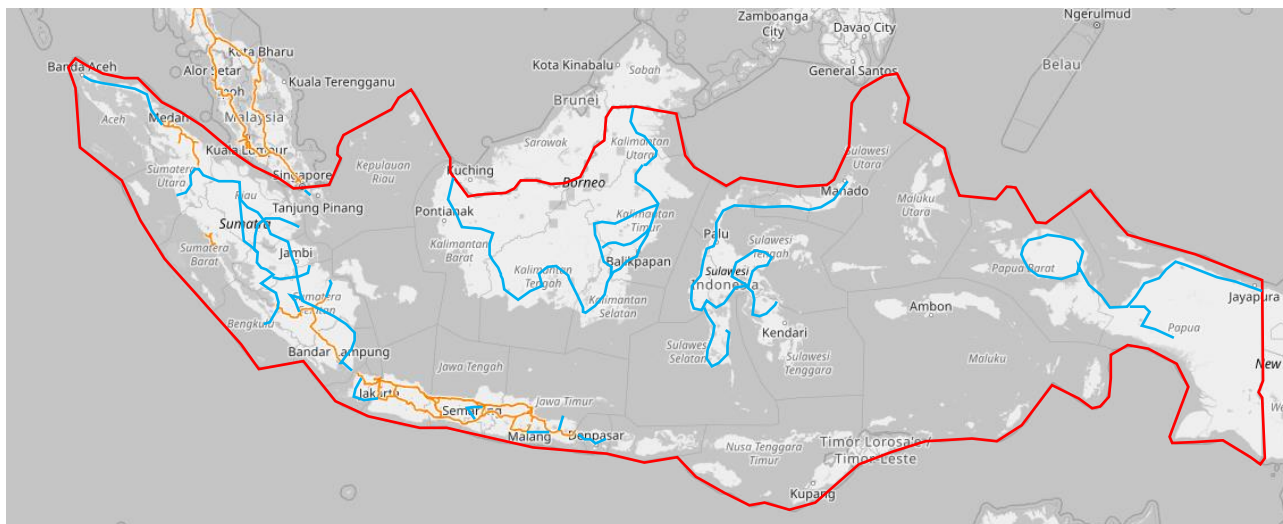 Zamboanga
City
Davao City
General Santos
Ngerulmud
Belau
Kota Bharu
Alor Setar
Kuala Terengganu
Malaysia
Kuala Lumpur
Banda Aceh
Aceh
Medan
Sumatera
Utara
Singapore
Tanjung Pinang
Kepulauan
Riau
Riau
Sumatra
Sumatera
Barat
Jambi
Sumatera
Selatan
Bengkulu
Bandar Lampung
Kota Kinabalu
Sabah
Brunei
Sarawak
Kalimantan
Utara
Kuching
Borneo
Pontianak
Kalimantan
Barat
Kalimantan
Timur
Balikpapan
Kalimantan
Tengah
Kalimantan
Selatan
Sulawesi
Utara
Manado
Maluku
Utara
Palu
Sulawesi
Tengah
Sulawesi
Indonesia
Kendari
Sulawesi
Selatan
Sulawesi
Tenggara
Ambon
Maluku
Papua Barat
Jayapura
Papua
New
Jawa Tengah
Jakarta
Semarang
Jawa Timur
Malang
Denpasar
Nusa Tenggara
Timur
Kupang
Timór Lorosa'e /
Timor-Leste